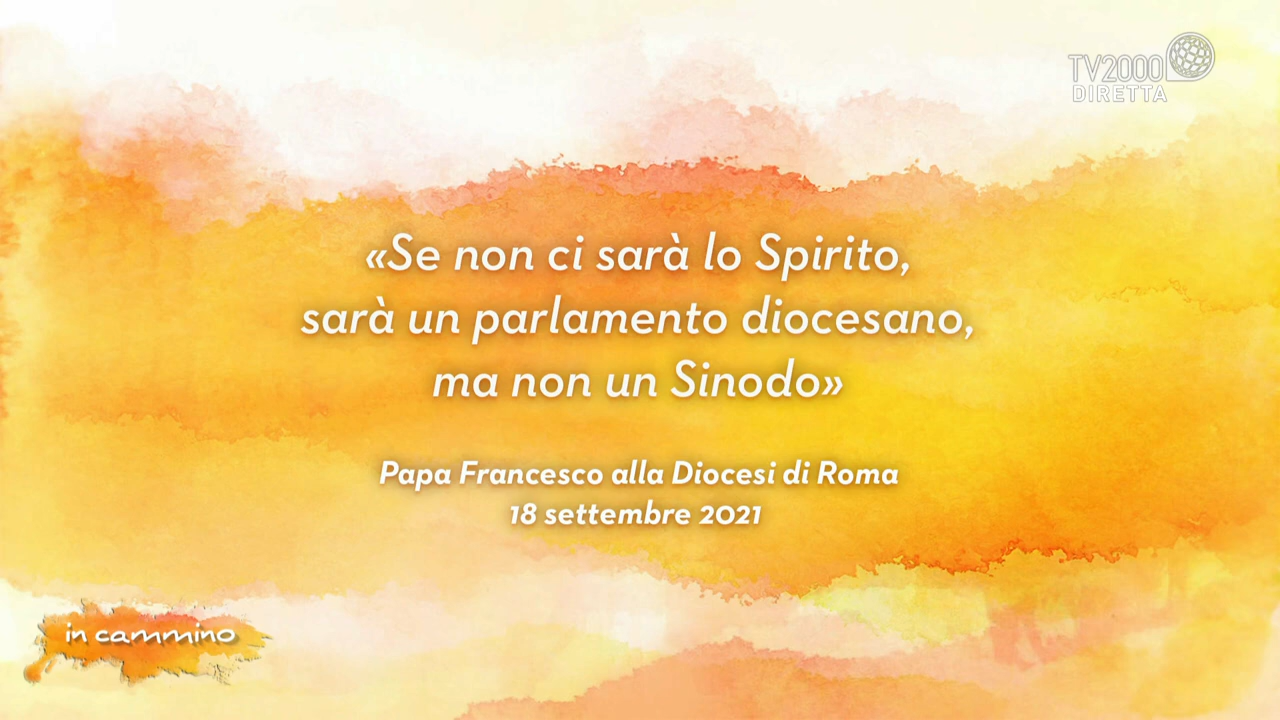 TV2000
DIRETTA
«Se non ci sarà lo Spirito,
sarà un parlamento diocesano,
ma non un Sinodo»
Papa Francesco alla Diocesi di Roma
18 settembre 2021
in cammino